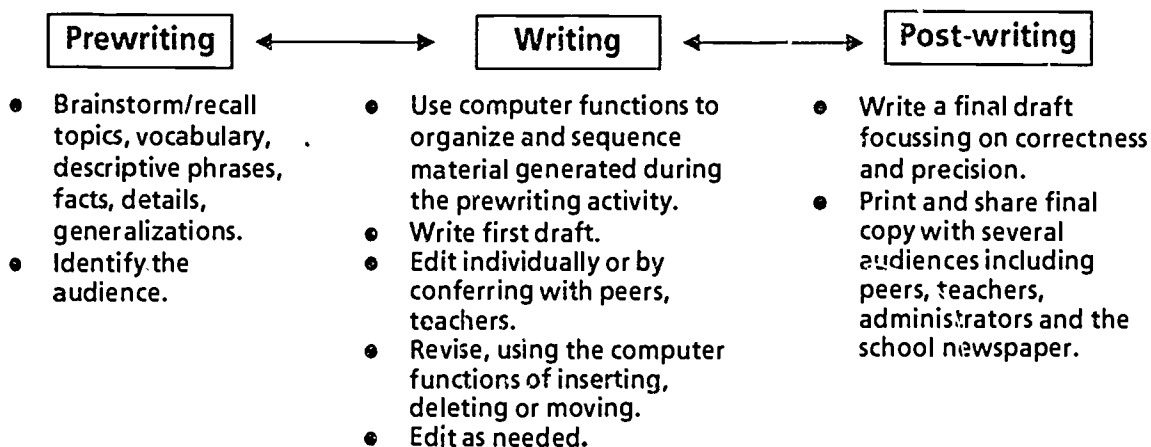 Prewriting
Writing
Post-writing
● Brainstorm/recall
topics, vocabulary,
descriptive phrases,
facts, details,
generalizations.
● Identify the
audience.
● Use computer functions to
organize and sequence
material generated during
the prewriting activity.
● Write first draft.
● Edit individually or by
conferring with peers,
teachers.
● Revise, using the computer
functions of inserting,
deleting or moving.
● Edit as needed.
● Write a final draft
focussing on correctness
and precision.
● Print and share final
copy with several
audiences including
peers, teachers,
administrators and the
school newspaper.